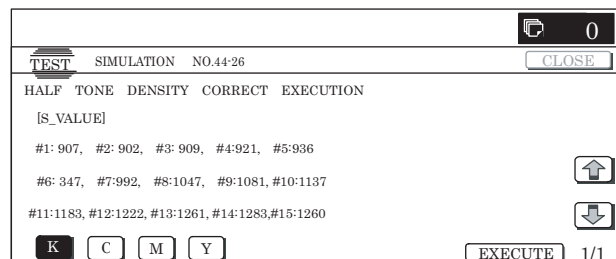 0
TEST SIMULATION NO.44-26 CLOSE
HALF TONE DENSITY CORRECT EXECUTION
[S_VALUE]
#1: 907, #2: 902, #3: 909, #4:921, #5:936
#6: 347, #7:992, #8:1047, #9:1081, #10:1137
#11:1183, #12:1222, #13:1261, #14:1283,#15:1260
K C M Y EXECUTE 1/1